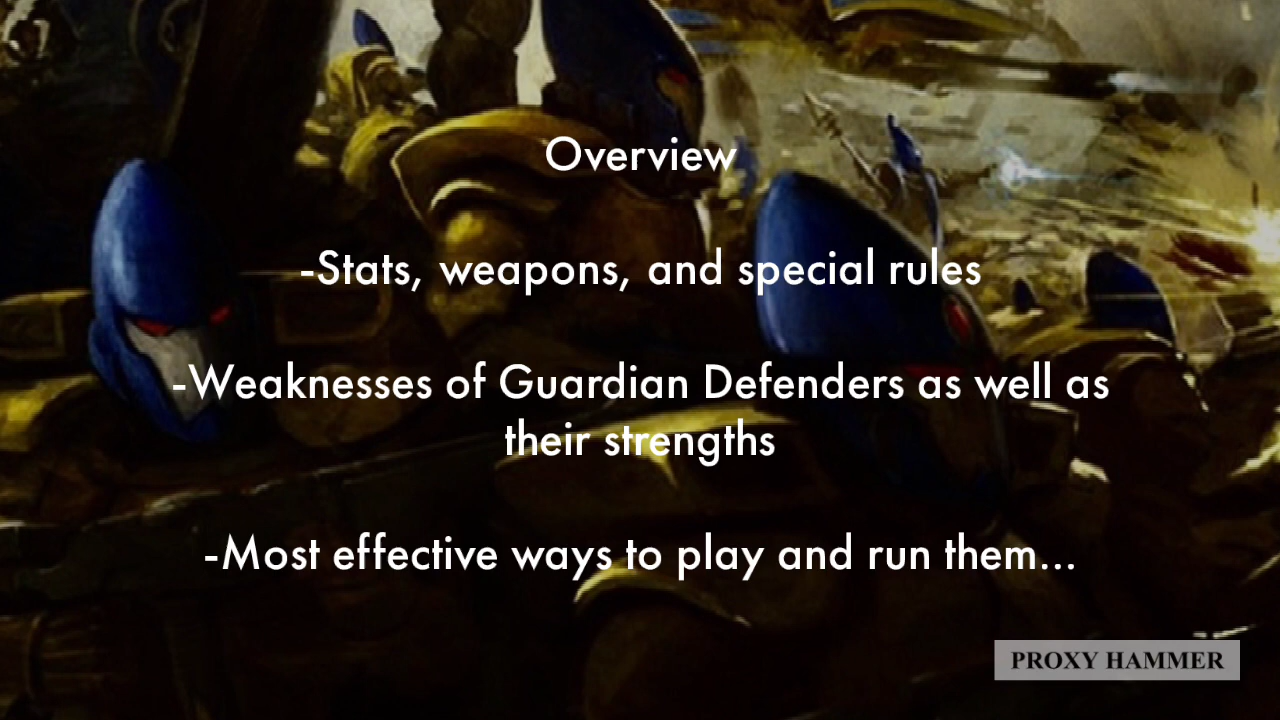 Overview
-Stats, weapons, and special rules
-Weaknesses of Guardian Defenders as well as
their strengths
-Most effective ways to play and run them...
PROXY HAMMER